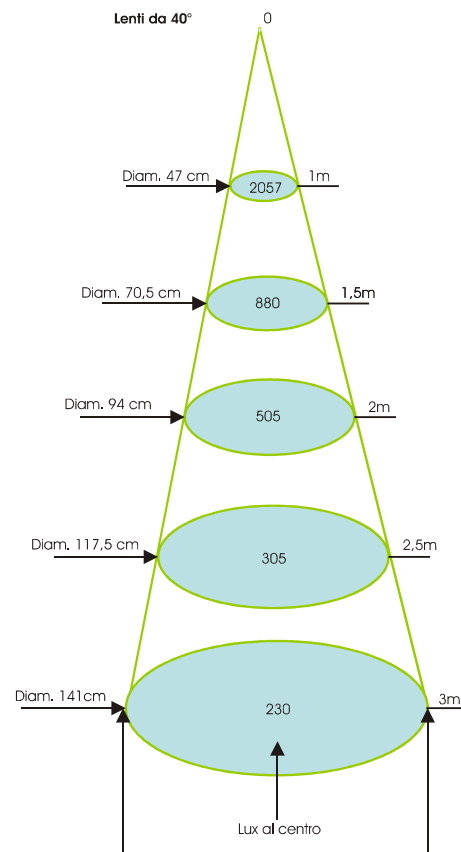 Lenti da 40°
0
Diam. 47 cm
2057
1m
Diam. 70,5 cm
880
1,5m
Diam. 94 cm
505
2m
Diam. 117,5 cm
305
2,5m
Diam. 141cm
230
3m
Lux al centro